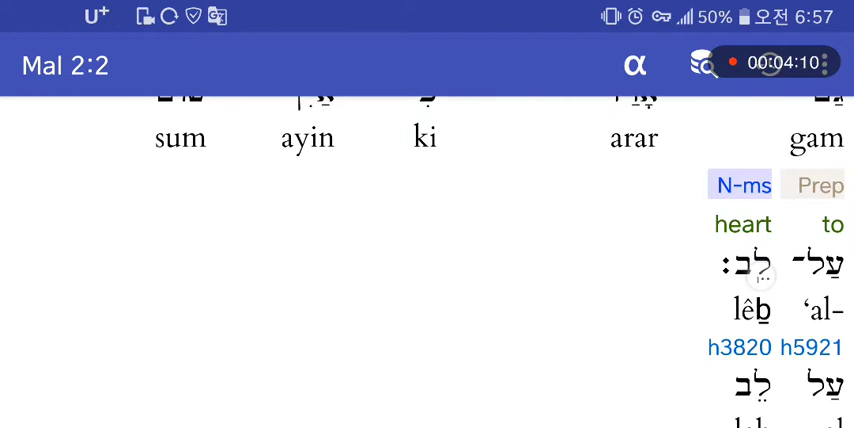 U+ 50% 오전 6:57
Mal 2:2 α 00:04:10
sum ayin ki arar gam
N-ms Prep
heart to
עַל־ לֵֽב׃
lêḇ ‘al-
h3820 h5921
עַל לֵב